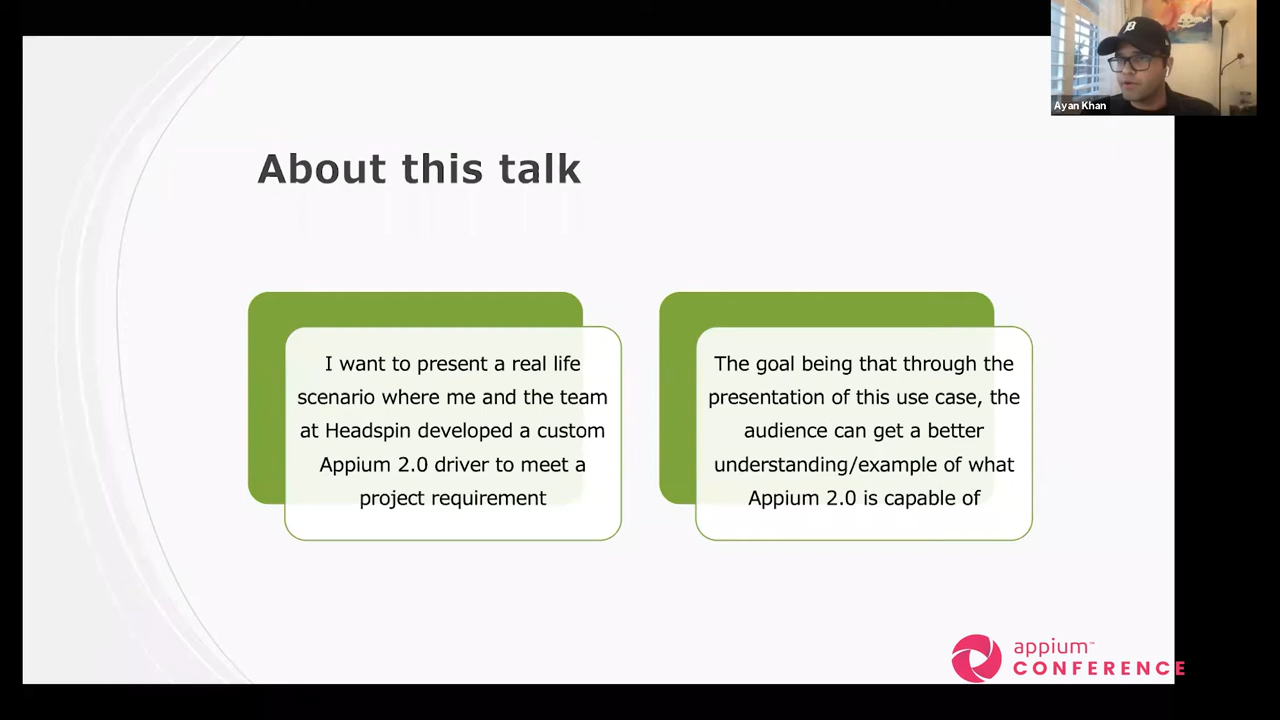 Ayan Khan
About this talk
I want to present a real life
scenario where me and the team
at Headspin developed a custom
Appium 2.0 driver to meet a
project requirement
The goal being that through the
presentation of this use case, the
audience can get a better
understanding/example of what
Appium 2.0 is capable of
appium™
CONFERENCE